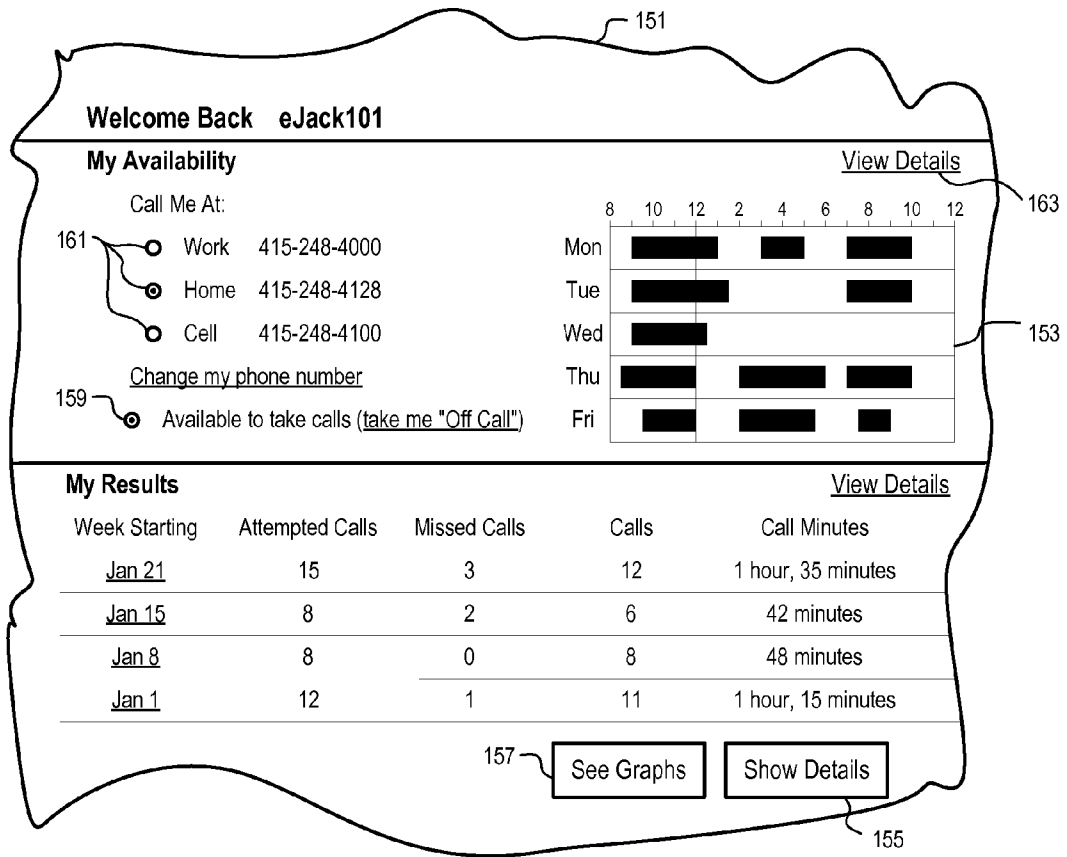 151
Welcome Back eJack101
My Availability View Details
163
Call Me At:
8 10 12 2 4 6 8 10 12
161
Work 415-248-4000 Mon
Home 415-248-4128 Tue
Cell 415-248-4100 Wed
153
Change my phone number Thu
159
Available to take calls (take me "Off Call") Fri
My Results View Details
Week Starting Attempted Calls Missed Calls Calls Call Minutes
Jan 21 15 3 12 1 hour, 35 minutes
Jan 15 8 2 6 42 minutes
Jan 8 8 0 8 48 minutes
Jan 1 12 1 11 1 hour, 15 minutes
157 See Graphs Show Details
155